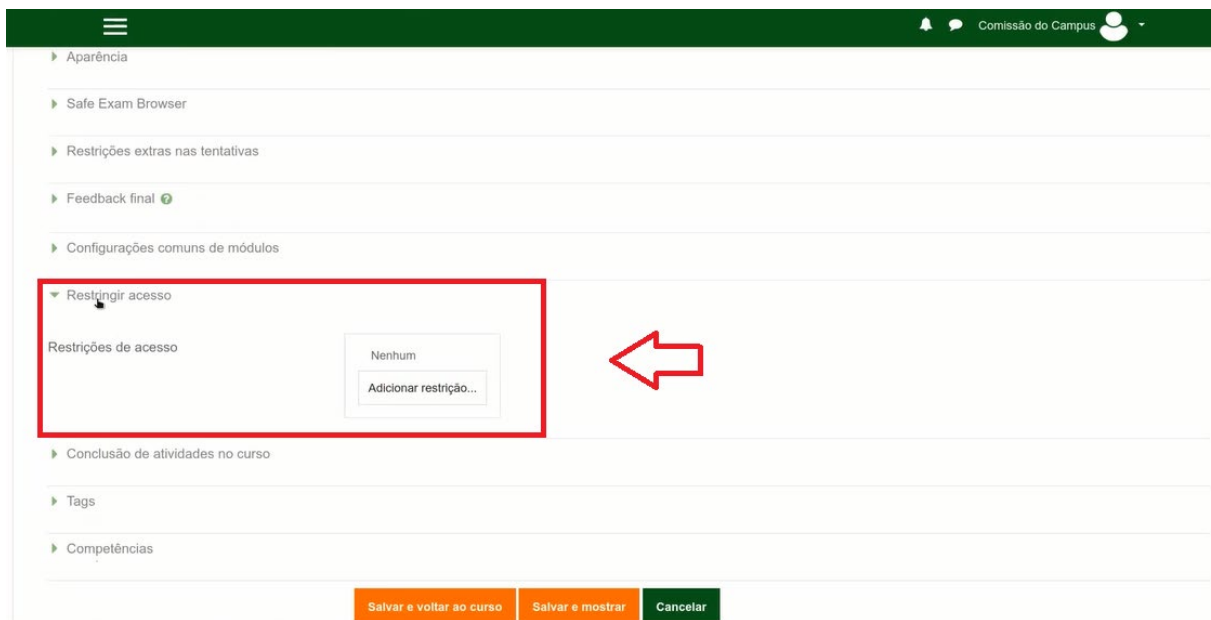 Comissão do Campus
Aparência
Safe Exam Browser
Restrições extras nas tentativas
Feedback final
Configurações comuns de módulos
Restringir acesso
Restrições de acesso
Nenhum
Adicionar restrição...
Conclusão de atividades no curso
Tags
Competências
Salvar e voltar ao curso Salvar e mostrar Cancelar